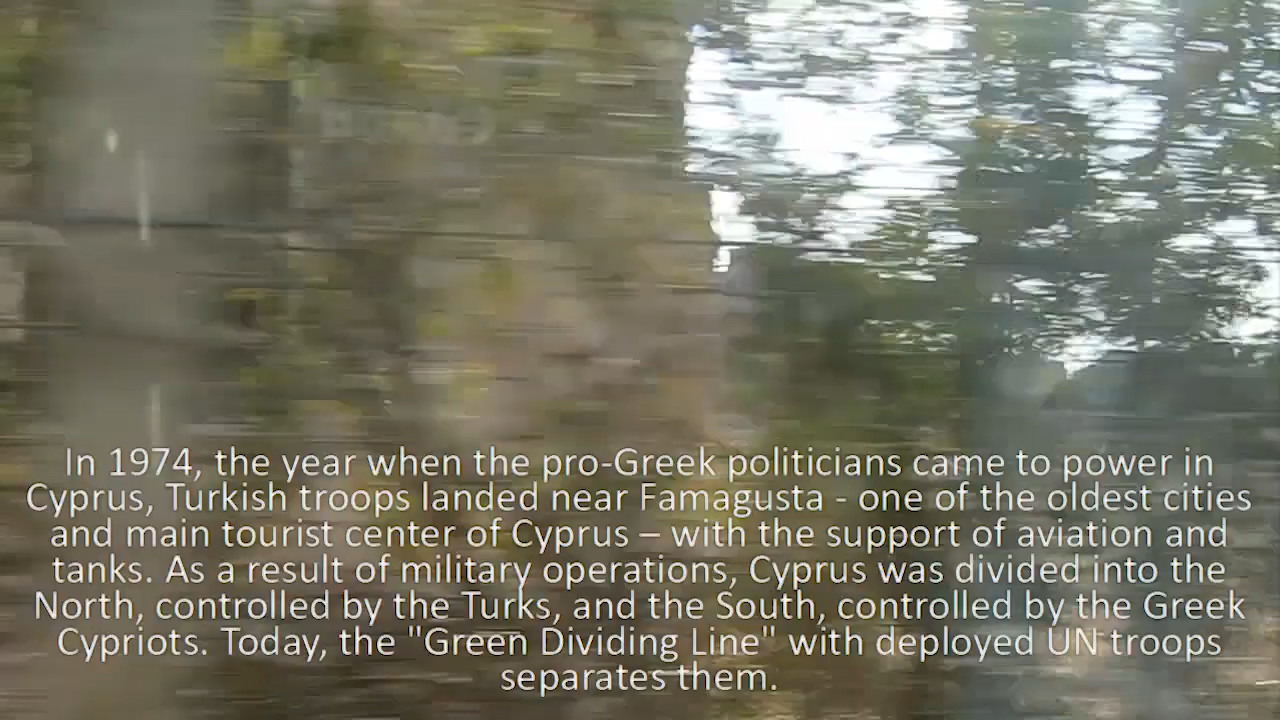 In 1974, the year when the pro-Greek politicians came to power in
Cyprus, Turkish troops landed near Famagusta - one of the oldest cities
and main tourist center of Cyprus – with the support of aviation and
tanks. As a result of military operations, Cyprus was divided into the
North, controlled by the Turks, and the South, controlled by the Greek
Cypriots. Today, the "Green Dividing Line" with deployed UN troops
separates them.